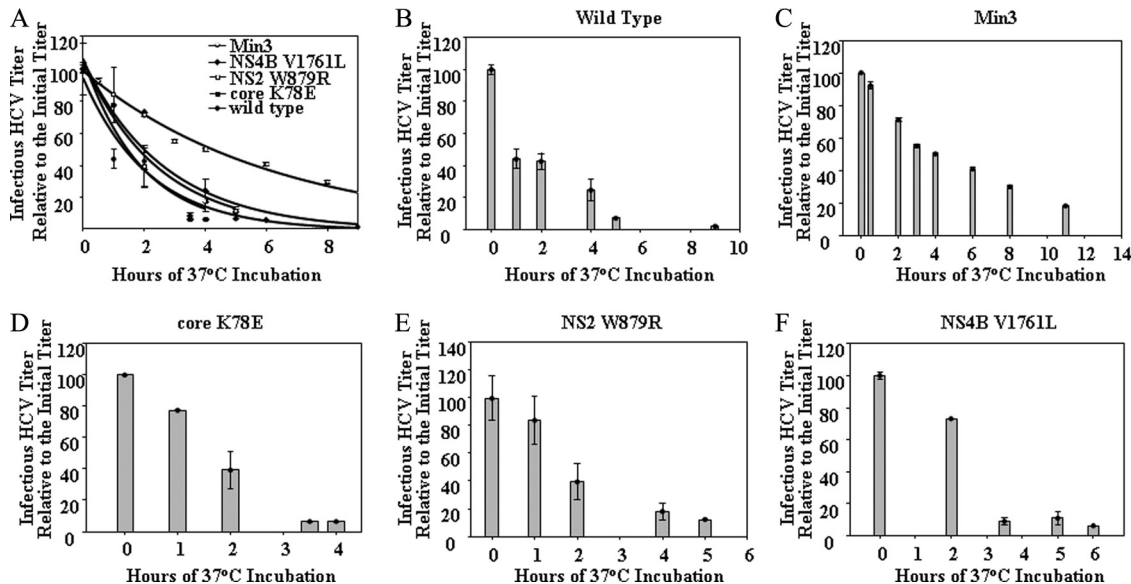 A
Infectious HCV Titer
Relative to the Initial Titer
120
100
80
60
40
20
0 2 4 6 8
Hours of 37°C Incubation
Min3
NS4B V1761L
NS2 W879R
core K78E
wild type
B
Wild Type
Infectious HCV Titer
Relative to the Initial Titer
120
100
80
60
40
20
0
0 2 4 6 8 10
Hours of 37°C Incubation
C
Min3
Infectious HCV Titer
Relative to the Initial Titer
120
100
80
60
40
20
0
0 2 4 6 8 10 12 14
Hours of 37°C Incubation
D
core K78E
Infectious HCV Titer
Relative to the Initial Titer
120
100
80
60
40
20
0
0 1 2 3 4
Hours of 37°C Incubation
E
NS2 W879R
Infectious HCV Titer
Relative to the Initial Titer
140
120
100
80
60
40
20
0
0 1 2 3 4 5 6
Hours of 37°C Incubation
F
NS4B V1761L
Infectious HCV Titer
Relative to the Initial Titer
120
100
80
60
40
20
0
0 1 2 3 4 5 6
Hours of 37°C Incubation